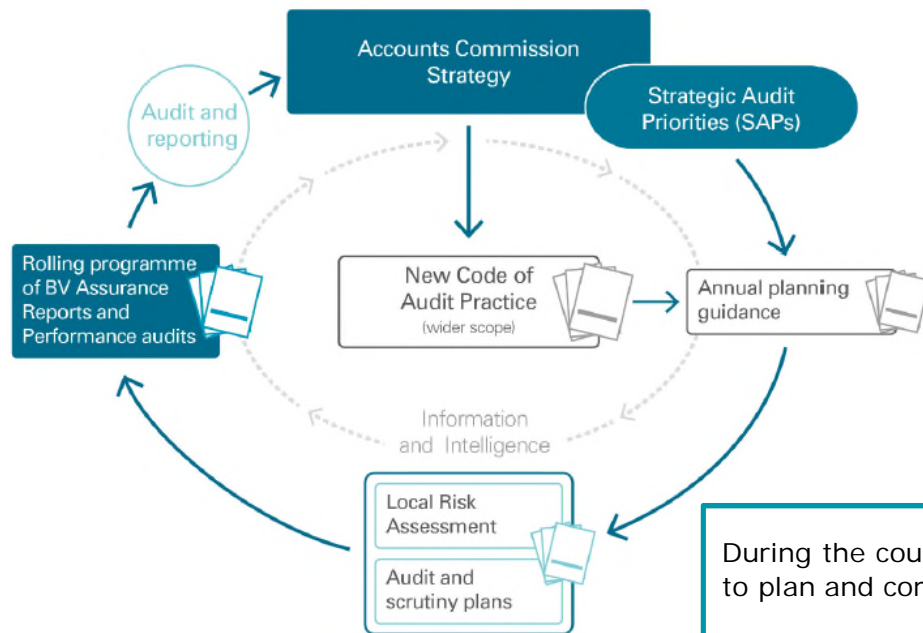 Accounts Commission
Strategy
Strategic Audit
Priorities (SAPs)
Audit and
reporting
Rolling programme
of BV Assurance
Reports and
Performance audits
New Code of
Audit Practice
(wider scope)
Annual planning
guidance
Information
and Intelligence
Local Risk
Assessment
Audit and
scrutiny plans
During the cou
to plan and co